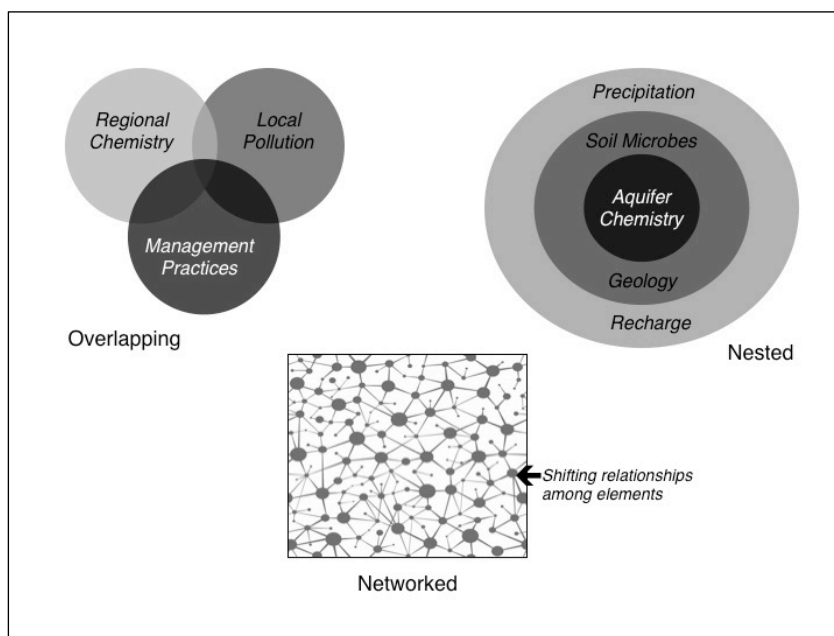 Regional
Chemistry
Local
Pollution
Management
Practices
Overlapping
Precipitation
Soil Microbes
Aquifer
Chemistry
Geology
Recharge
Nested
Shifting relationships
among elements
Networked